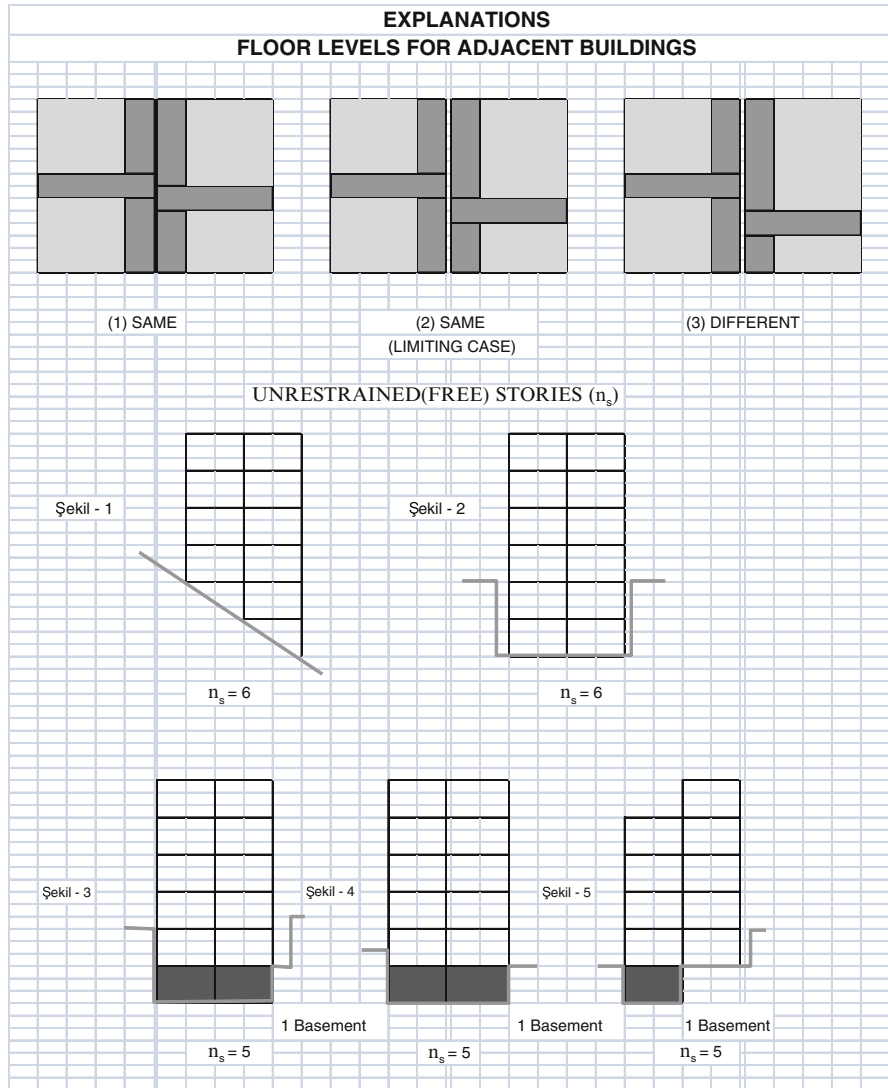 EXPLANATIONS
FLOOR LEVELS FOR ADJACENT BUILDINGS
(1) SAME
(2) SAME
(LIMITING CASE)
(3) DIFFERENT
UNRESTRAINED(FREE) STORIES (nₛ)
Şekil - 1
Şekil - 2
nₛ = 6
nₛ = 6
Şekil - 3
Şekil - 4
Şekil - 5
1 Basement
1 Basement
1 Basement
nₛ = 5
nₛ = 5
nₛ = 5